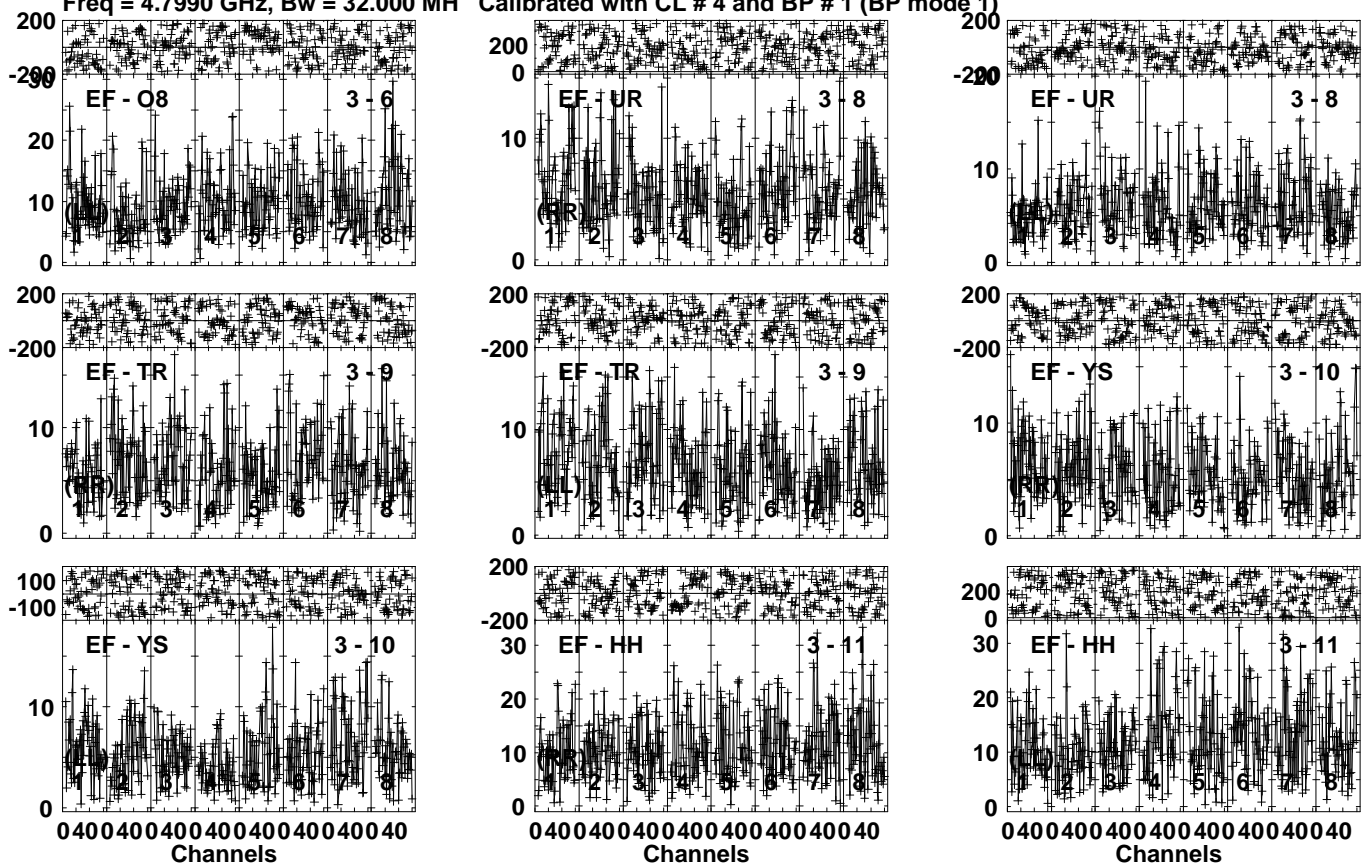 Freq = 4.7990 GHz, Bw = 32.000 MH Calibrated with CL # 4 and BP # 1 (BP mode 1)
200 200 200
-200 0 -200
EF - O8 3 - 6 EF - UR 3 - 8 EF - UR 3 - 8
30 20
20 10 10
10
(LL) (RR) (LL)
1 2 3 4 5 6 7 8 1 2 3 4 5 6 7 8 1 2 3 4 5 6 7 8
0 0 0
200 200 200
-200 -200 -200
EF - TR 3 - 9 EF - TR 3 - 9 EF - YS 3 - 10
10 10 10
(RR) (LL) (RR)
1 2 3 4 5 6 7 8 1 2 3 4 5 6 7 8 1 2 3 4 5 6 7 8
0 0 0
100 200 200
-100 -200 0
EF - YS 3 - 10 EF - HH 3 - 11 EF - HH 3 - 11
30 30
10 20 20
10 10
(LL) (RR) (LL)
1 2 3 4 5 6 7 8 1 2 3 4 5 6 7 8 1 2 3 4 5 6 7 8
0 0 0
0 40 0 40 0 40 0 40 0 40 0 40 0 40 0 40 0 40 0 40 0 40 0 40 0 40 0 40 0 40 0 40 0 40 0 40 0 40 0 40 0 40 0 40 0 40 0 40
Channels Channels Channels